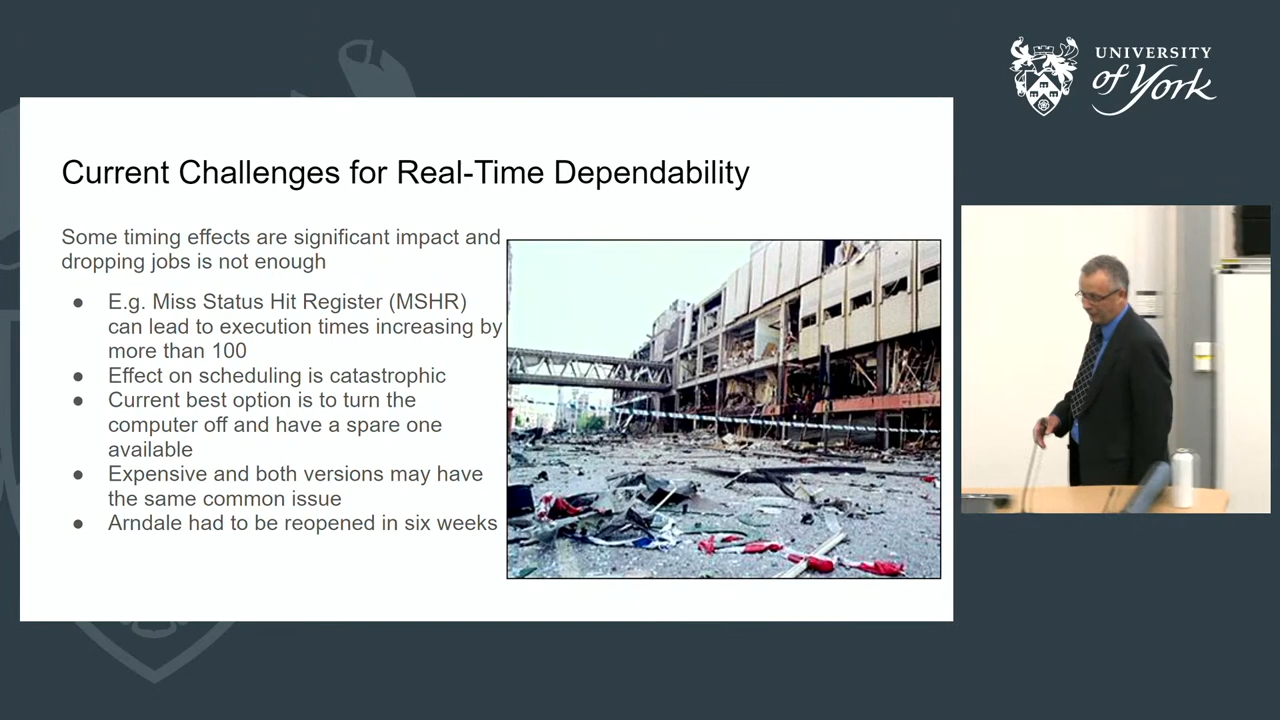 UNIVERSITY
of York
Current Challenges for Real-Time Dependability
Some timing effects are significant impact and
dropping jobs is not enough
● E.g. Miss Status Hit Register (MSHR)
can lead to execution times increasing by
more than 100
● Effect on scheduling is catastrophic
● Current best option is to turn the
computer off and have a spare one
available
● Expensive and both versions may have
the same common issue
● Arndale had to be reopened in six weeks